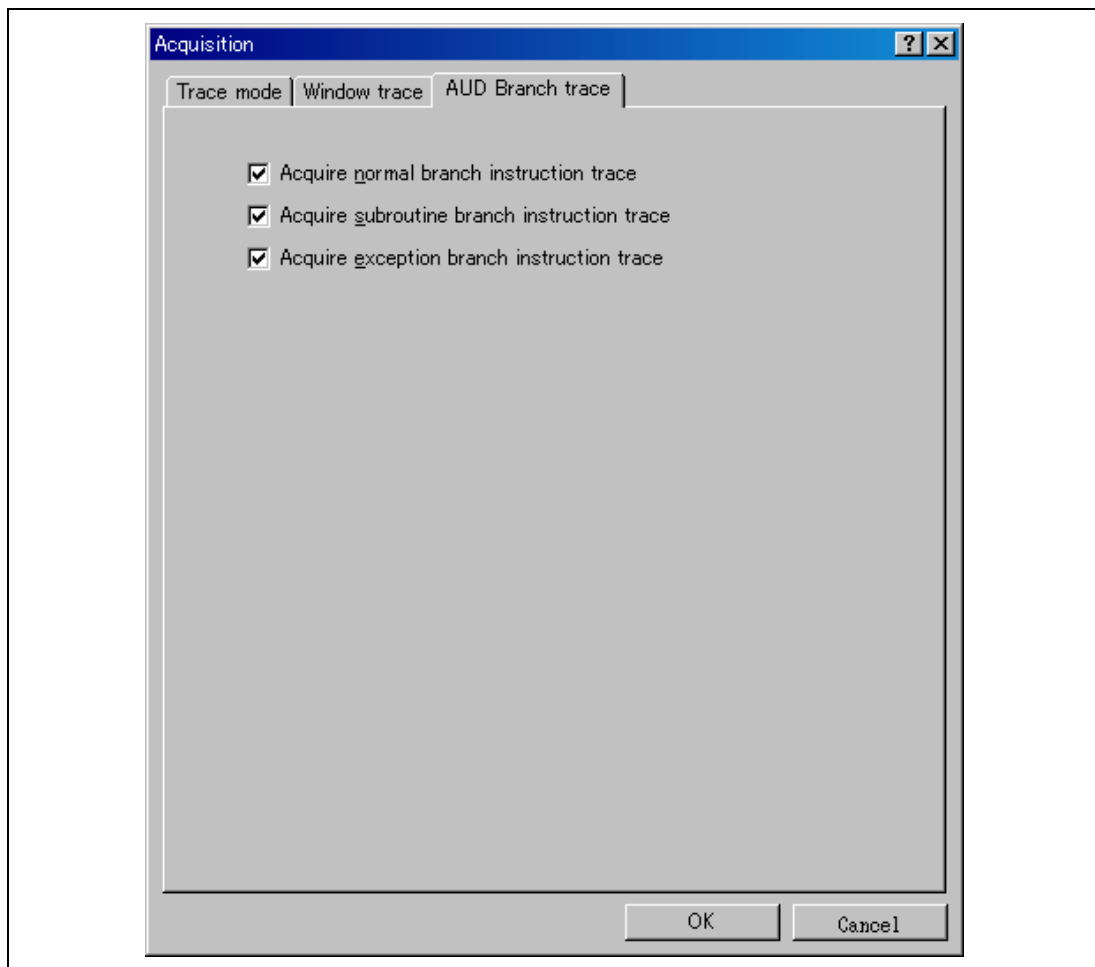 Acquisition
Trace mode Window trace AUD Branch trace
Acquire normal branch instruction trace
Acquire subroutine branch instruction trace
Acquire exception branch instruction trace
OK Cancel